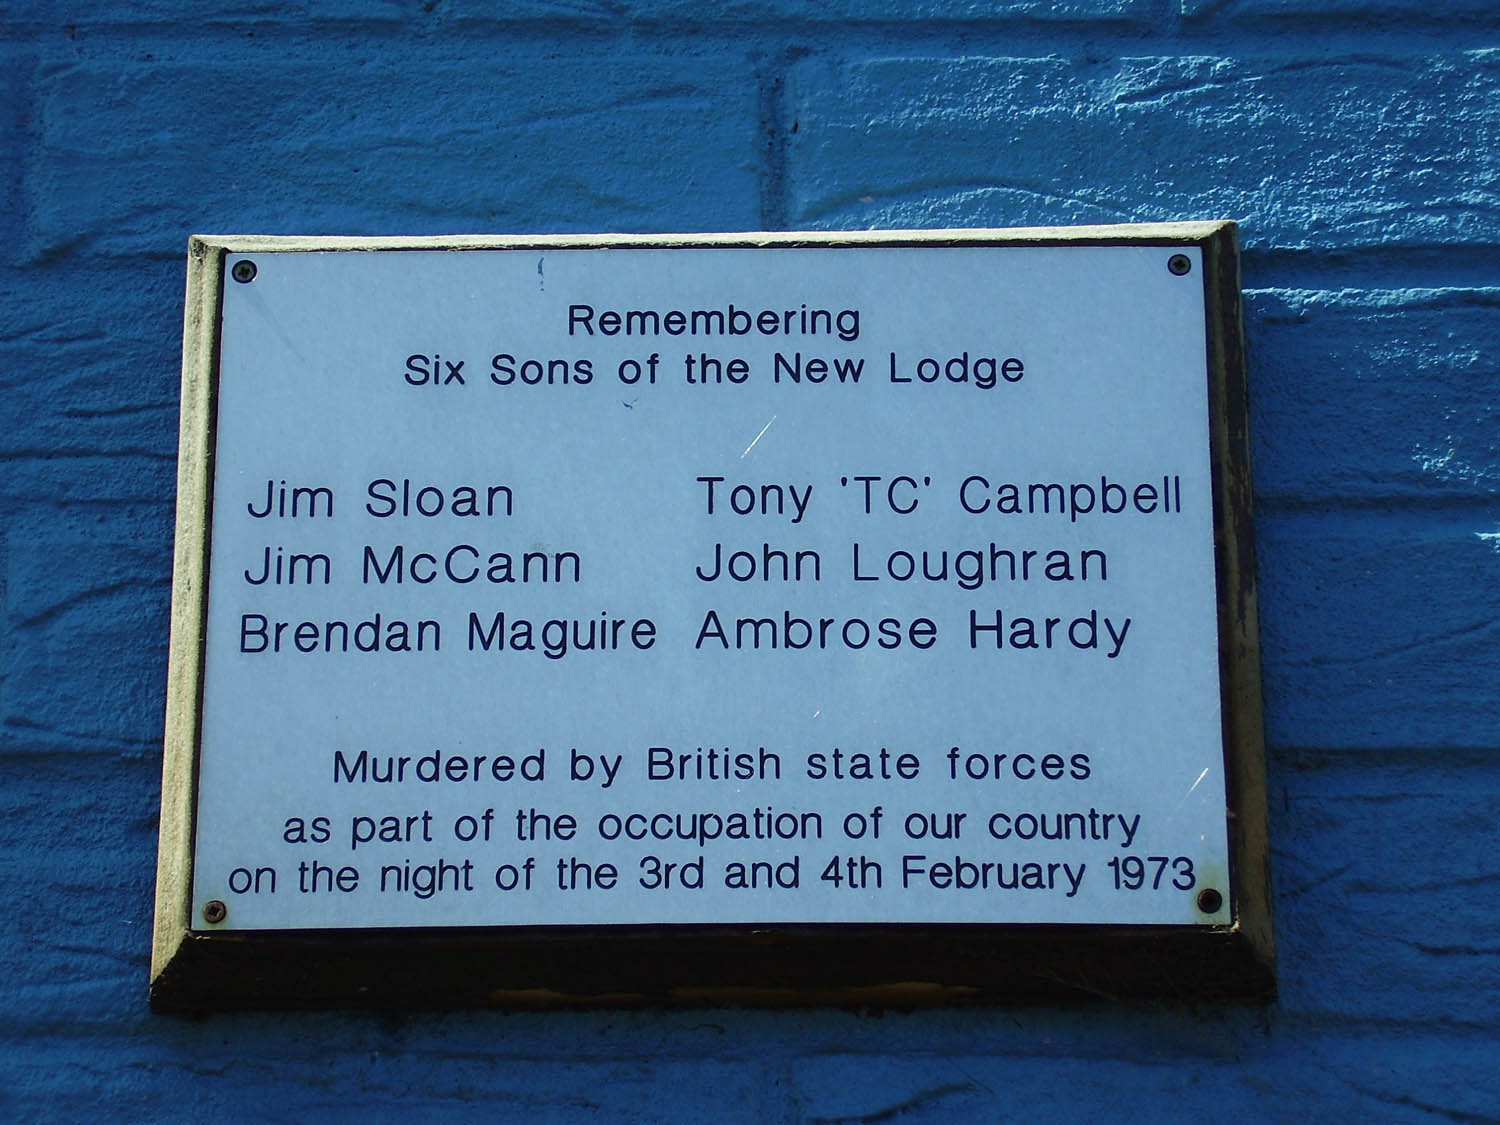 Remembering
Six Sons of the New Lodge
Jim Sloan Tony 'TC' Campbell
Jim McCann John Loughran
Brendan Maguire Ambrose Hardy
Murdered by British state forces
as part of the occupation of our country
on the night of the 3rd and 4th February 1973